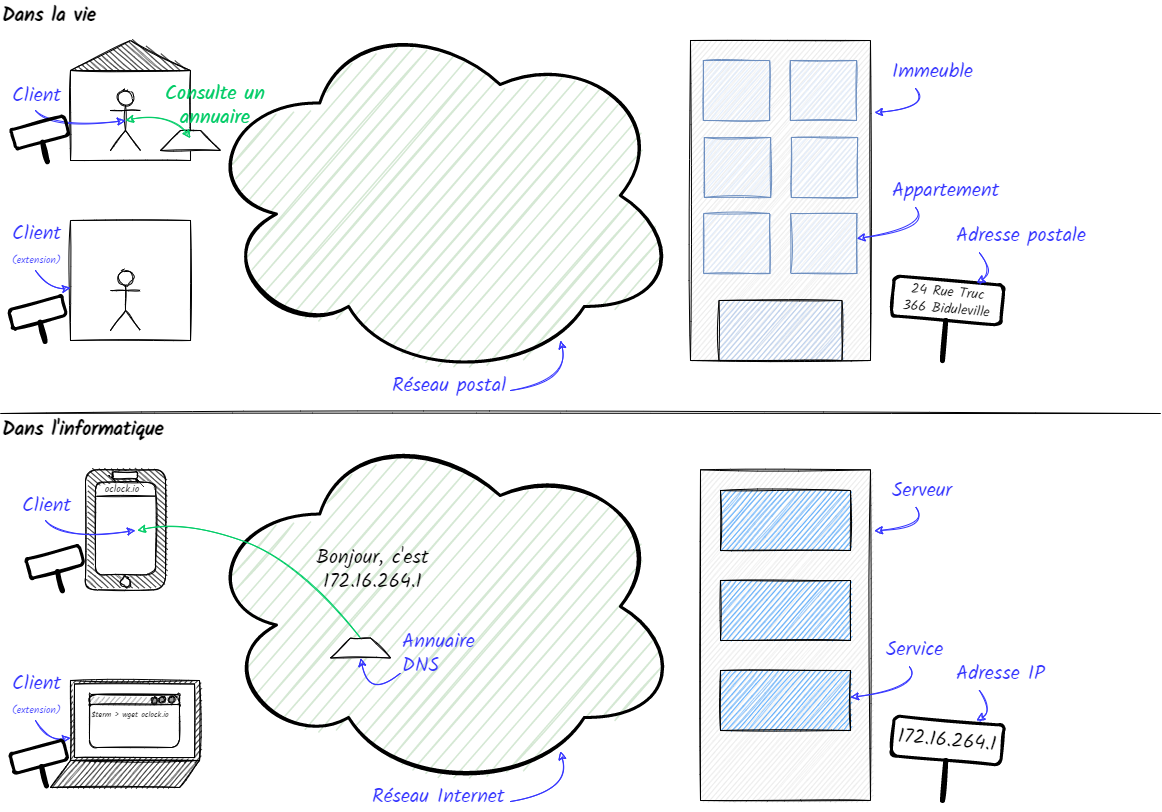 Dans la vie
Client
Consulte un
annuaire
Immeuble
Appartement
Client
(extension)
Adresse postale
24 Rue Truc
366 Biduleville
Réseau postal
Dans l'informatique
oclock.io
Client
Serveur
Bonjour, c'est
172.16.264.1
Annuaire
DNS
Service
Adresse IP
Client
(extension)
$term > wget oclock.io
172.16.264.1
Réseau Internet